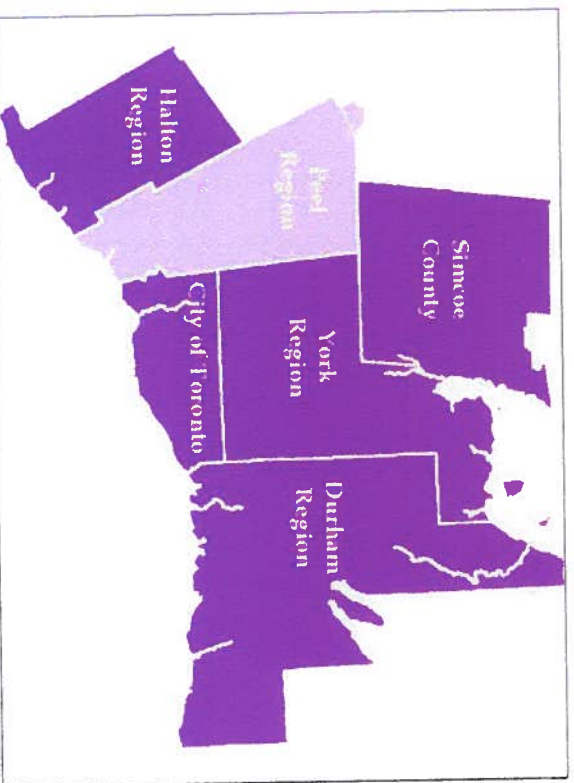 Halton
Region
Peel
Region
Simcoe
County
York
Region
City of Toronto
Durham
Region